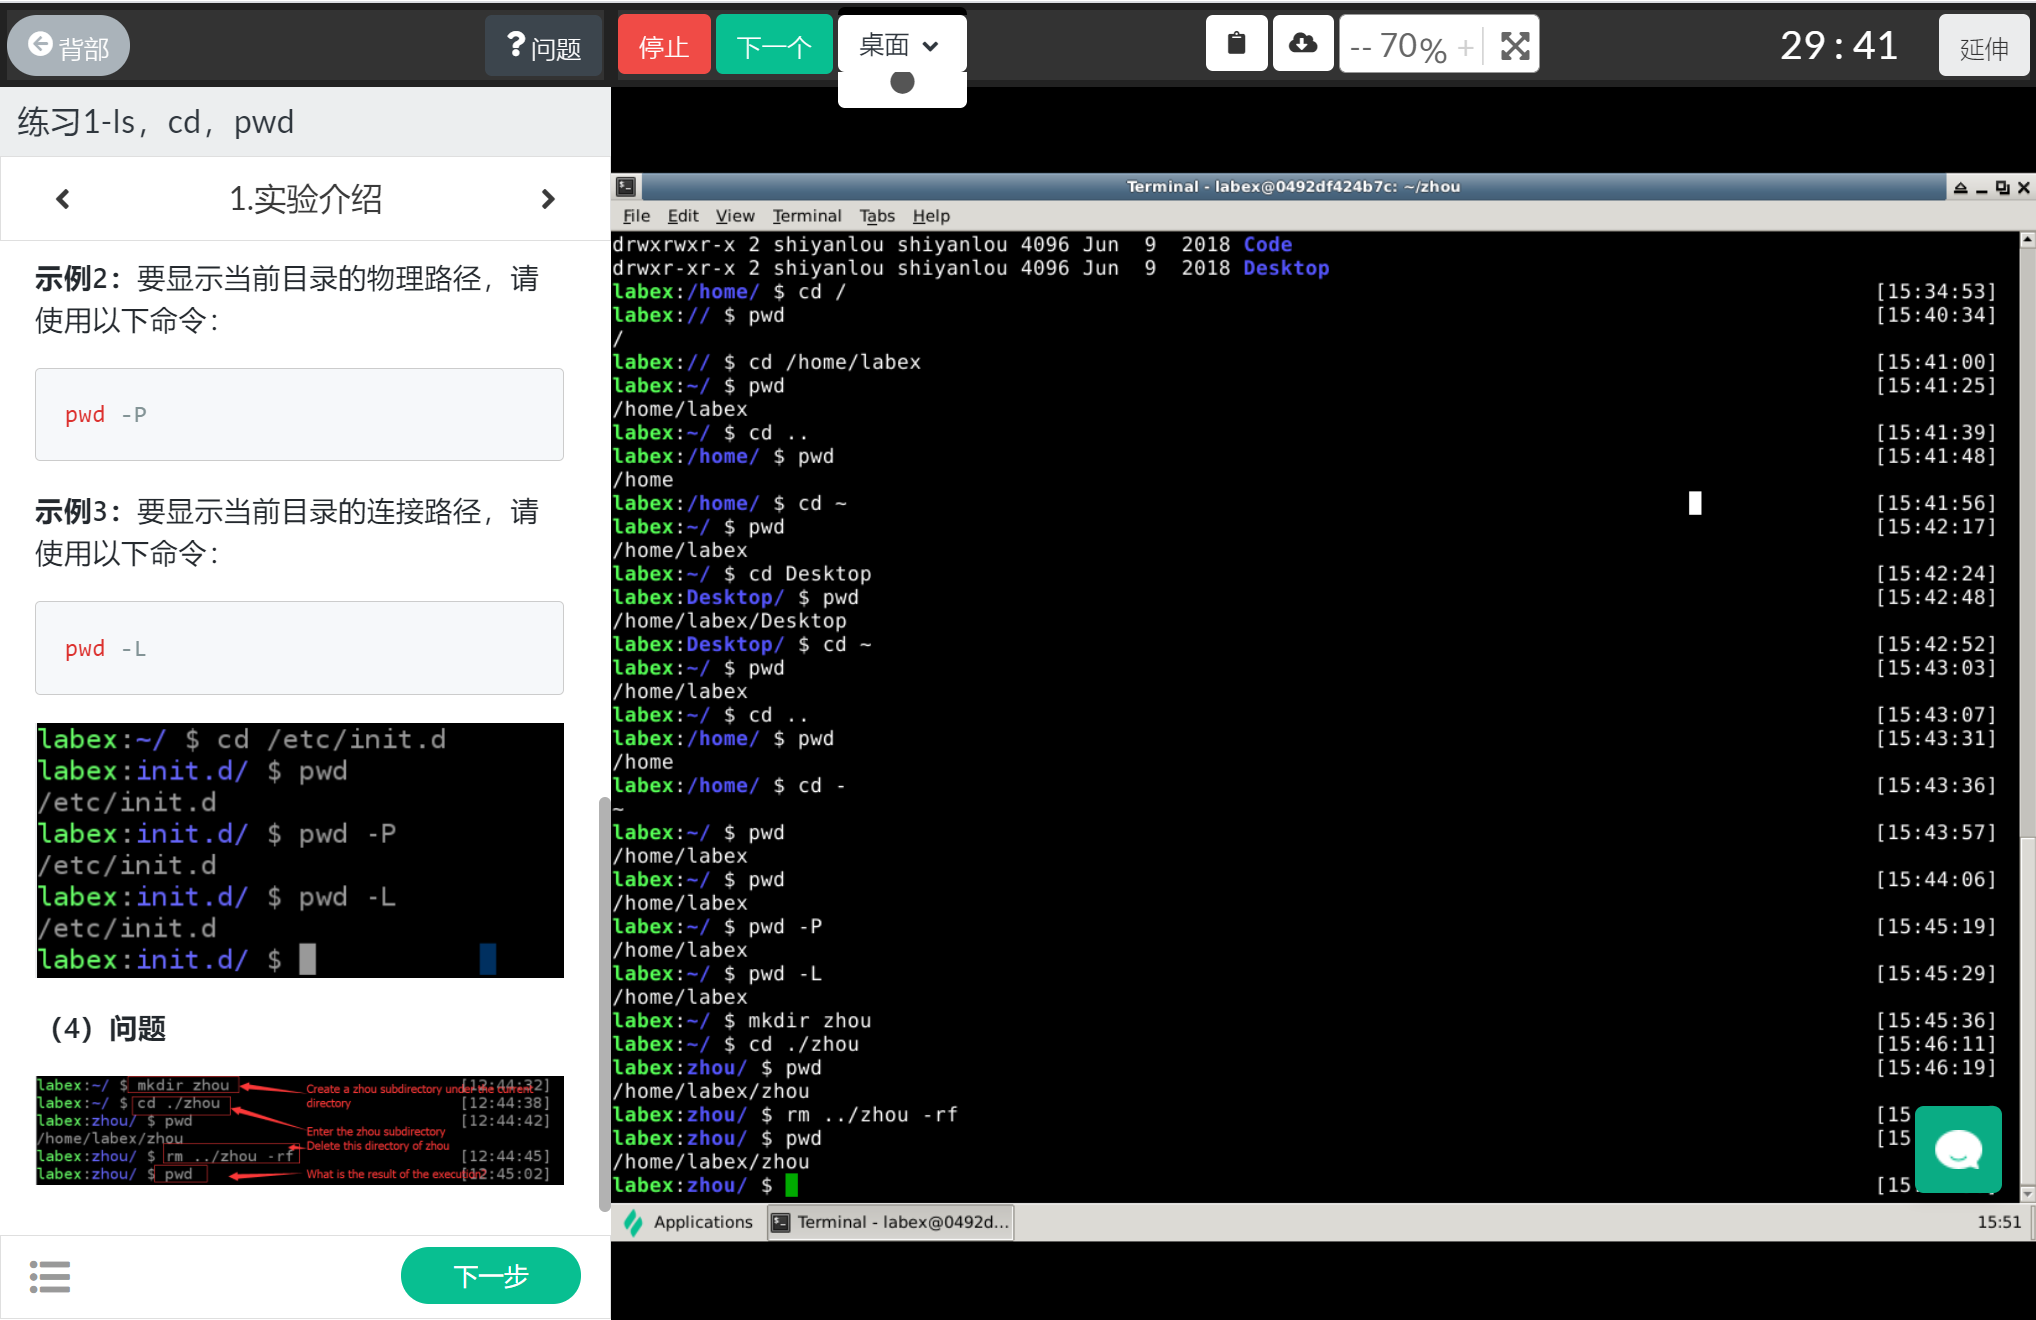 背部
? 问题
停止
下一个
桌面
-- 70% +
29:41
延伸
练习1-ls，cd，pwd
1.实验介绍
示例2：要显示当前目录的物理路径，请
使用以下命令：
pwd -P
示例3：要显示当前目录的连接路径，请
使用以下命令：
pwd -L
labex:~/ $ cd /etc/init.d
labex:init.d/ $ pwd
/etc/init.d
labex:init.d/ $ pwd -P
/etc/init.d
labex:init.d/ $ pwd -L
/etc/init.d
labex:init.d/ $
（4）问题
labex:~/ $ mkdir zhou [12:44:32]
Create a zhou subdirectory under the current
directory
labex:~/ $ cd ./zhou [12:44:38]
labex:zhou/ $ pwd [12:44:42]
Enter the zhou subdirectory
/home/labex/zhou
Delete this directory of zhou
labex:zhou/ $ rm ../zhou -rf [12:44:45]
labex:zhou/ $ pwd [12:45:02]
What is the result of the execution?
下一步
Terminal - labex@0492df424b7c: ~/zhou
File Edit View Terminal Tabs Help
drwxrwxr-x 2 shiyanlou shiyanlou 4096 Jun  9  2018 Code
drwxr-xr-x 2 shiyanlou shiyanlou 4096 Jun  9  2018 Desktop
labex:/home/ $ cd / [15:34:53]
labex:// $ pwd [15:40:34]
/
labex:// $ cd /home/labex [15:41:00]
labex:~/ $ pwd [15:41:25]
/home/labex
labex:~/ $ cd .. [15:41:39]
labex:/home/ $ pwd [15:41:48]
/home
labex:/home/ $ cd ~ [15:41:56]
labex:~/ $ pwd [15:42:17]
/home/labex
labex:~/ $ cd Desktop [15:42:24]
labex:Desktop/ $ pwd [15:42:48]
/home/labex/Desktop
labex:Desktop/ $ cd ~ [15:42:52]
labex:~/ $ pwd [15:43:03]
/home/labex
labex:~/ $ cd .. [15:43:07]
labex:/home/ $ pwd [15:43:31]
/home
labex:/home/ $ cd - [15:43:36]
~
labex:~/ $ pwd [15:43:57]
/home/labex
labex:~/ $ pwd [15:44:06]
/home/labex
labex:~/ $ pwd -P [15:45:19]
/home/labex
labex:~/ $ pwd -L [15:45:29]
/home/labex
labex:~/ $ mkdir zhou [15:45:36]
labex:~/ $ cd ./zhou [15:46:11]
labex:zhou/ $ pwd [15:46:19]
/home/labex/zhou
labex:zhou/ $ rm ../zhou -rf [15
labex:zhou/ $ pwd [15
/home/labex/zhou
labex:zhou/ $ [15
Applications
Terminal - labex@0492d...
15:51